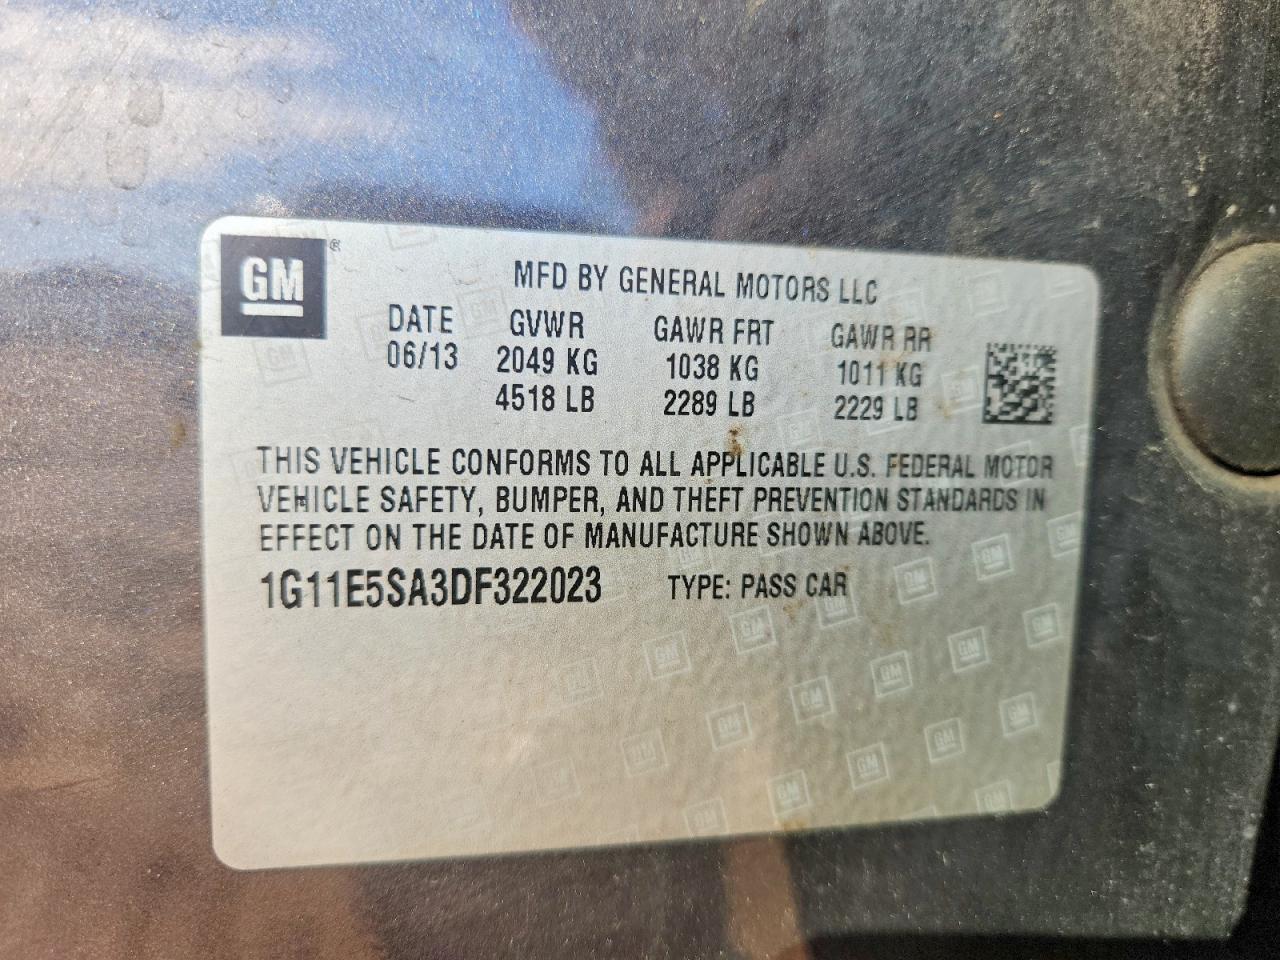 GM®
MFD BY GENERAL MOTORS LLC
DATE GVWR GAWR FRT GAWR RR
06/13 2049 KG 1038 KG 1011 KG
4518 LB 2289 LB 2229 LB
THIS VEHICLE CONFORMS TO ALL APPLICABLE U.S. FEDERAL MOTOR
VEHICLE SAFETY, BUMPER, AND THEFT PREVENTION STANDARDS IN
EFFECT ON THE DATE OF MANUFACTURE SHOWN ABOVE.
1G11E5SA3DF322023 TYPE: PASS CAR